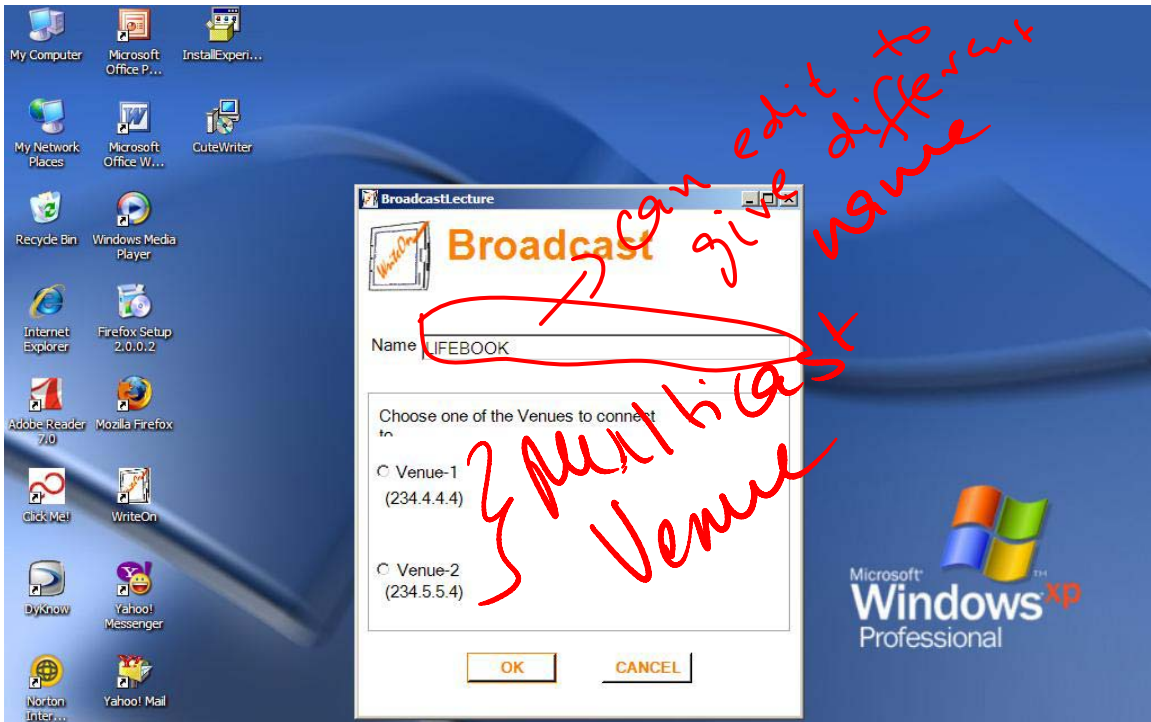 My Computer
Microsoft
Office P...
InstallExperi...
My Network
Places
Microsoft
Office W...
CuteWriter
Recycle Bin
Windows Media
Player
Internet
Explorer
Firefox Setup
2.0.0.2
Adobe Reader
7.0
Mozilla Firefox
Click Me!
WriteOn
DyKnow
Yahoo!
Messenger
Norton
Inter...
Yahoo! Mail
BroadcastLecture
WriteOn
Broadcast
can edit to
give different
name
Name LIFEBOOK
Choose one of the Venues to connect
to
Venue-1
(234.4.4.4)
Venue-2
(234.5.5.4)
multicast
Venue
OK CANCEL
Microsoft
Windows xp
TM
Professional